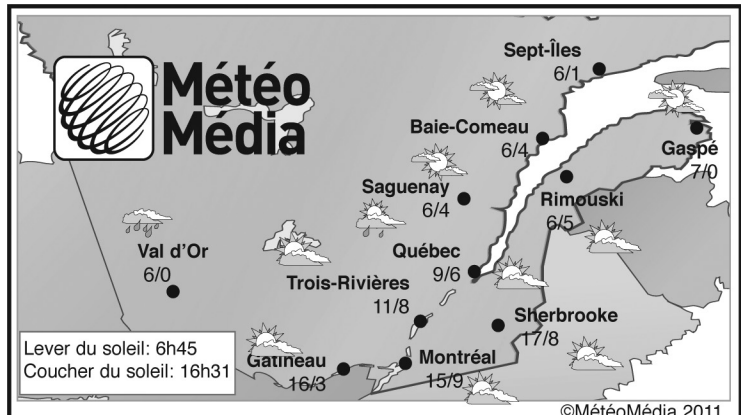 Météo
Média
Sept-Îles
6/1
Baie-Comeau
6/4
Gaspé
7/0
Saguenay
6/4
Rimouski
6/5
Val d'Or
6/0
Québec
9/6
Trois-Rivières
11/8
Sherbrooke
17/8
Gatineau
16/3
Montréal
15/9
Lever du soleil: 6h45
Coucher du soleil: 16h31
©MétéoMédia 2011